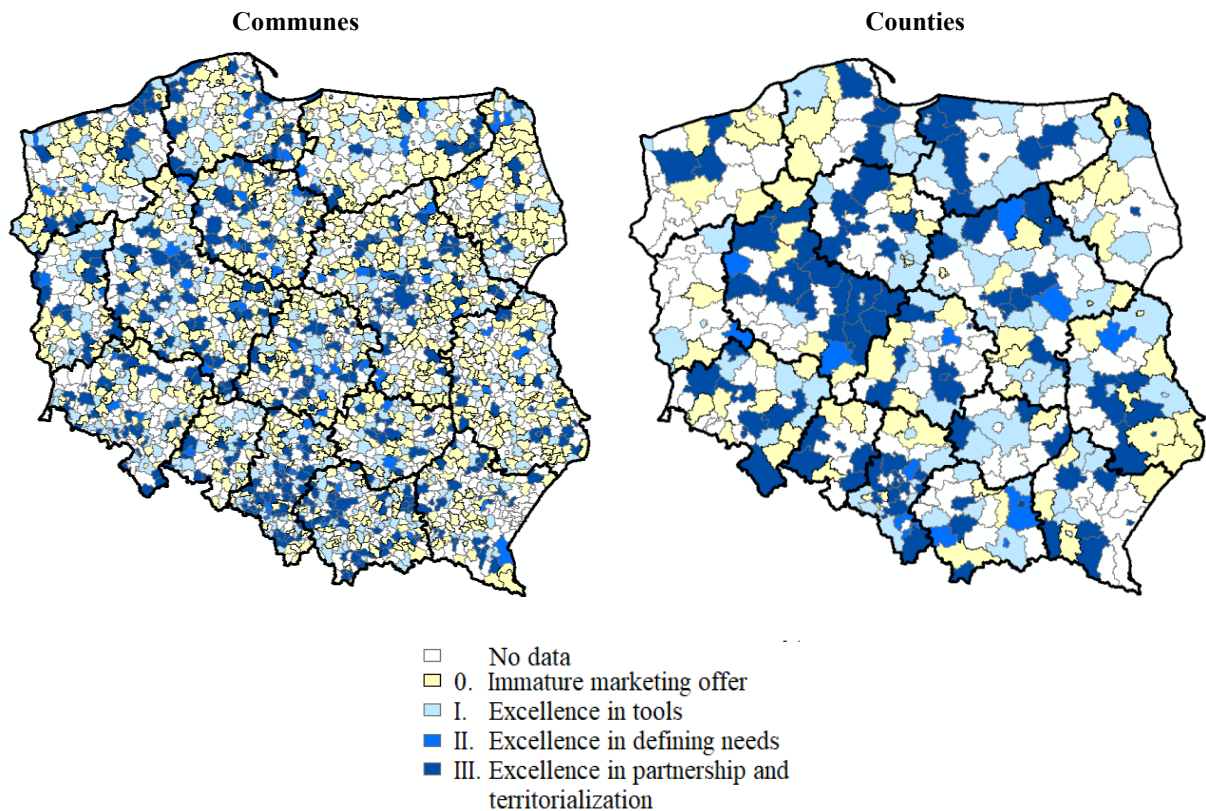 Communes
Counties
No data
0. Immature marketing offer
I. Excellence in tools
II. Excellence in defining needs
III. Excellence in partnership and
territorialization